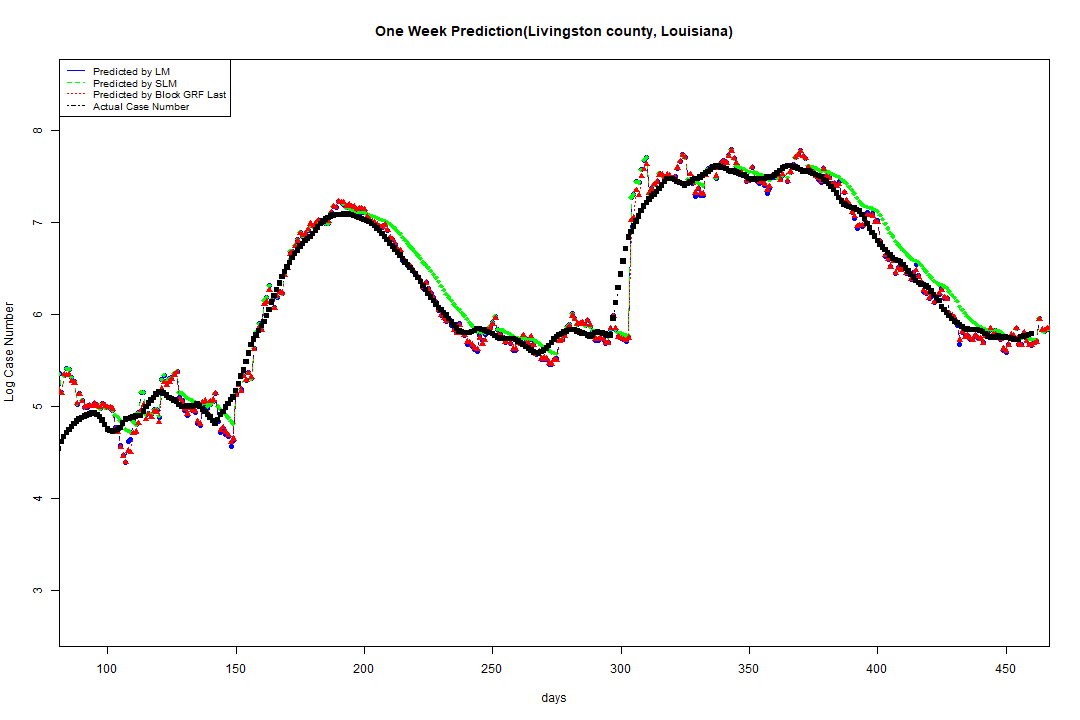 One Week Prediction(Livingston county, Louisiana)
Predicted by LM
Predicted by SLM
Predicted by Block GRF Last
Actual Case Number
Log Case Number
8
7
6
5
4
3
100 150 200 250 300 350 400 450
days